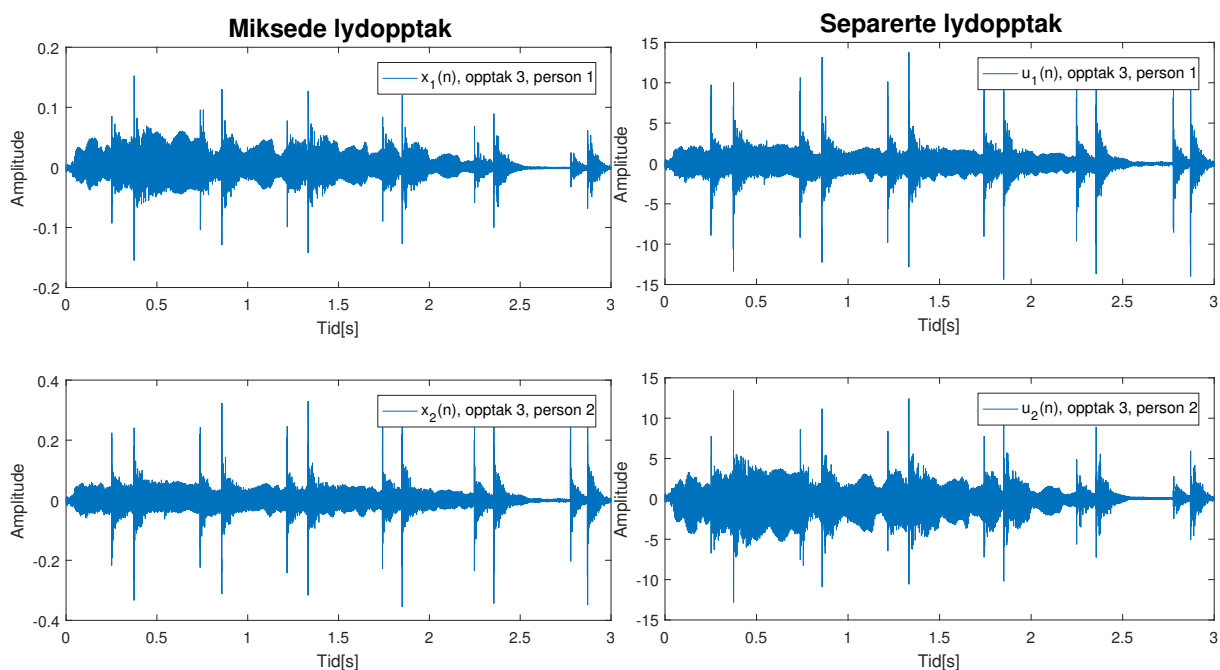 Miksede lydopptak
0.2
0.1
0
-0.1
-0.2
Amplitude
x1(n), opptak 3, person 1
0 0.5 1 1.5 2 2.5 3
Tid[s]
Separerte lydopptak
15
10
5
0
-5
-10
-15
Amplitude
u1(n), opptak 3, person 1
0 0.5 1 1.5 2 2.5 3
Tid[s]
0.4
0.2
0
-0.2
-0.4
Amplitude
x2(n), opptak 3, person 2
0 0.5 1 1.5 2 2.5 3
Tid[s]
15
10
5
0
-5
-10
-15
Amplitude
u2(n), opptak 3, person 2
0 0.5 1 1.5 2 2.5 3
Tid[s]